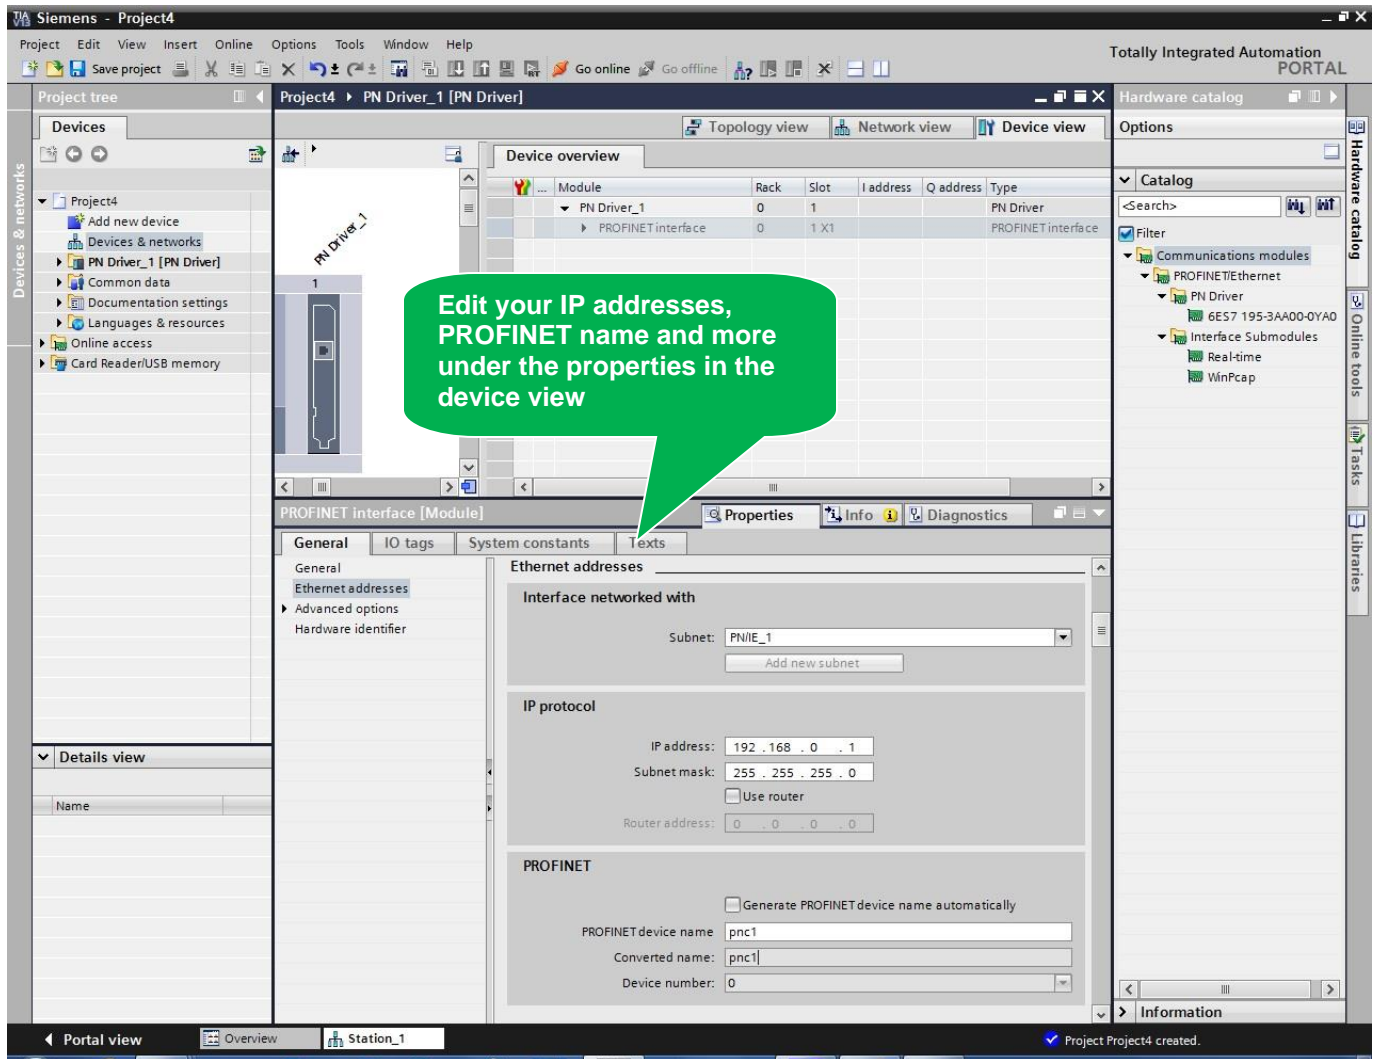 TIA V13 Siemens - Project4
Project Edit View Insert Online Options Tools Window Help
Totally Integrated Automation
PORTAL
Save project Go online Go offline
Project tree
Devices
Project4
Add new device
Devices & networks
PN Driver_1 [PN Driver]
Common data
Documentation settings
Languages & resources
Online access
Card Reader/USB memory
Devices & networks
Details view
Name
Project4 PN Driver_1 [PN Driver]
Topology view Network view Device view
PN Driver_1
1
Device overview
... Module Rack Slot I address Q address Type
PN Driver_1 0 1 PN Driver
PROFINET interface 0 1 X1 PROFINET interface
Edit your IP addresses,
PROFINET name and more
under the properties in the
device view
PROFINET interface [Module]
Properties Info Diagnostics
General IO tags System constants Texts
General
Ethernet addresses
Advanced options
Hardware identifier
Ethernet addresses
Interface networked with
Subnet: PN/IE_1
Add new subnet
IP protocol
IP address: 192 . 168 . 0 . 1
Subnet mask: 255 . 255 . 255 . 0
Use router
Router address: 0 . 0 . 0 . 0
PROFINET
Generate PROFINET device name automatically
PROFINET device name pnc1
Converted name: pnc1
Device number: 0
Hardware catalog
Options
Catalog
<Search>
Filter
Communications modules
PROFINET/Ethernet
PN Driver
6ES7 195-3AA00-0YA0
Interface Submodules
Real-time
WinPcap
Information
Hardware catalog
Online tools
Tasks
Libraries
Portal view Overview Station_1 Project Project4 created.